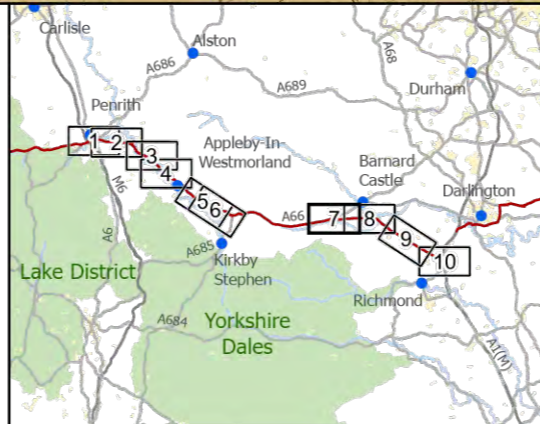 Carlisle
Alston
A68
A686
A689
Durham
Penrith
1
2
3
4
5
6
Appleby-In
Westmorland
Barnard
Castle
Darlington
M6
A66
7
8
9
10
A6
A685
Kirkby
Stephen
Lake District
Richmond
A684
Yorkshire
Dales
A1(M)